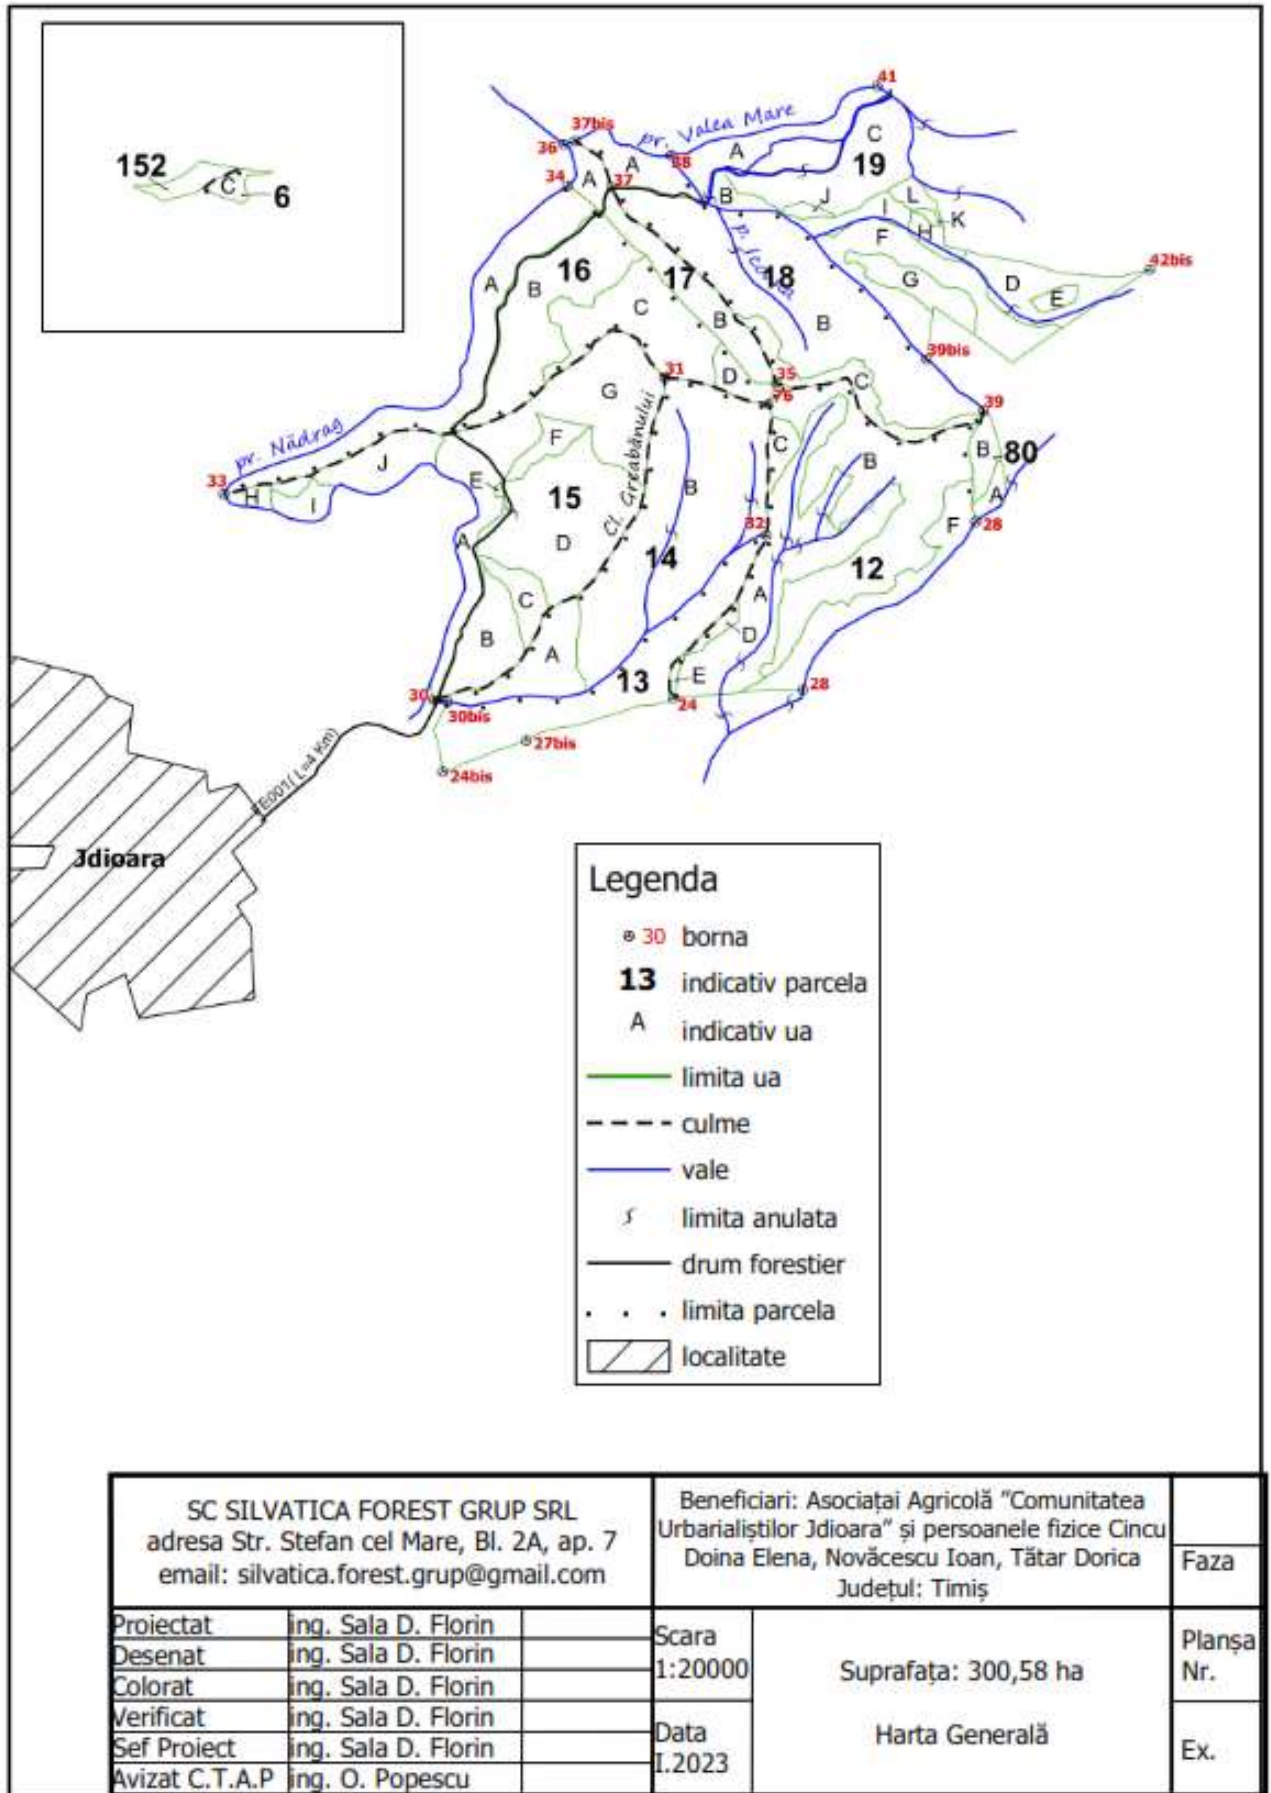 152
C
6
41
37bis
pr. Valea Mare
36
A
A
38
C
19
34
A
37
B
J
L
I
K
F
H
p.
16
17
18
42bis
A
B
G
D
E
C
B
B
39bis
31
D
35
76
C
39
G
pr. Nădrag
Cl. Greabănului
F
C
B
B
80
J
33
H
I
E
15
B
A
32
F
28
A
D
14
12
C
A
B
A
D
13
E
30
30bis
24
28
27bis
24bis
FE001( L=4 Km)
Jdioara
Legenda
30 borna
13 indicativ parcela
A indicativ ua
limita ua
culme
vale
limita anulata
drum forestier
limita parcela
localitate
SC SILVATICA FOREST GRUP SRL
adresa Str. Stefan cel Mare, Bl. 2A, ap. 7
email: silvatica.forest.grup@gmail.com
Beneficiari: Asociațai Agricolă "Comunitatea
Urbarialiștilor Jdioara" și persoanele fizice Cincu
Doina Elena, Novăcescu Ioan, Tătar Dorica
Județul: Timiș
Faza
Proiectat ing. Sala D. Florin
Desenat ing. Sala D. Florin
Colorat ing. Sala D. Florin
Verificat ing. Sala D. Florin
Sef Proiect ing. Sala D. Florin
Avizat C.T.A.P ing. O. Popescu
Scara
1:20000
Data
I.2023
Suprafața: 300,58 ha
Harta Generală
Planșa
Nr.
Ex.